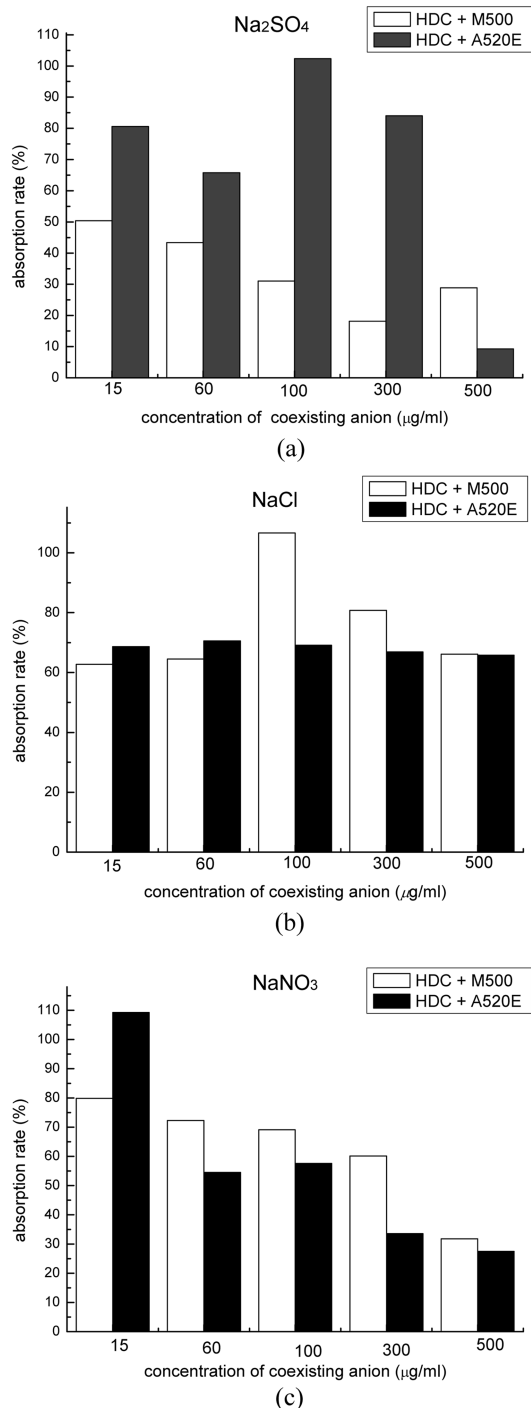 Na₂SO₄
HDC + M500
HDC + A520E
110
100
90
80
70
60
50
40
30
20
10
0
absorption rate (%)
15 60 100 300 500
concentration of coexisting anion (μg/ml)
(a)
NaCl
HDC + M500
HDC + A520E
100
80
60
40
20
0
absorption rate (%)
15 60 100 300 500
concentration of coexisting anion (μg/ml)
(b)
NaNO₃
HDC + M500
HDC + A520E
110
100
90
80
70
60
50
40
30
20
10
0
absorption rate (%)
15 60 100 300 500
concentration of coexisting anion (μg/ml)
(c)